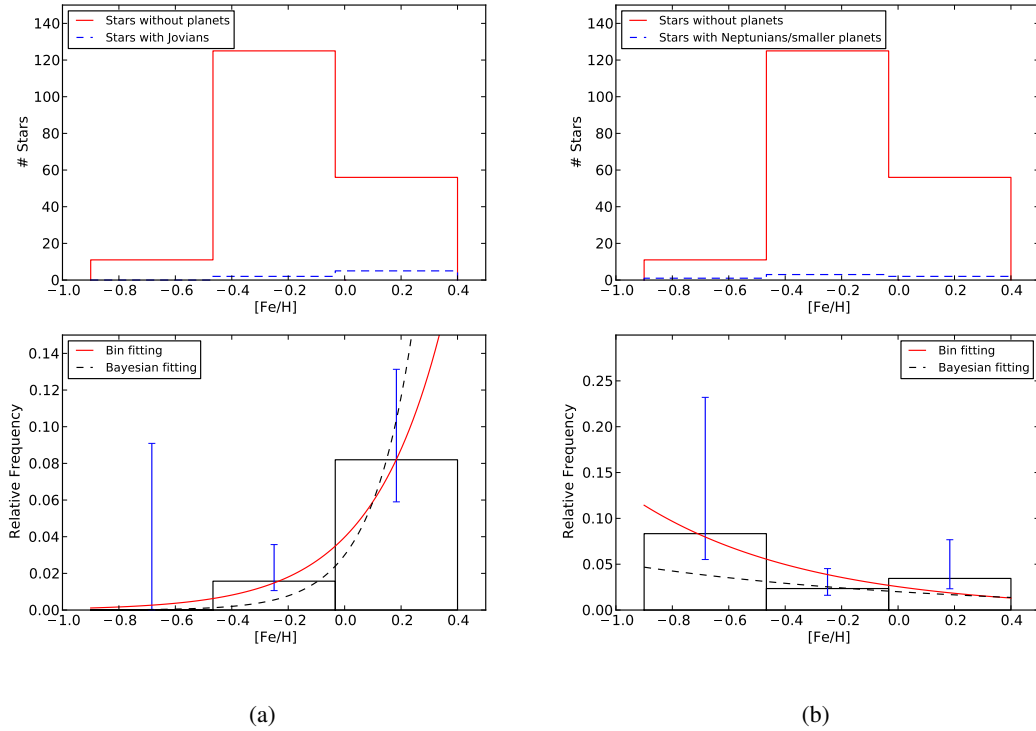 140
120
100
80
60
40
20
0
# Stars
Stars without planets
Stars with Jovians
−1.0 −0.8 −0.6 −0.4 −0.2 0.0 0.2 0.4
[Fe/H]
140
120
100
80
60
40
20
0
# Stars
Stars without planets
Stars with Neptunians/smaller planets
−1.0 −0.8 −0.6 −0.4 −0.2 0.0 0.2 0.4
[Fe/H]
0.14
0.12
0.10
0.08
0.06
0.04
0.02
0.00
Relative Frequency
Bin fitting
Bayesian fitting
−1.0 −0.8 −0.6 −0.4 −0.2 0.0 0.2 0.4
[Fe/H]
0.25
0.20
0.15
0.10
0.05
0.00
Relative Frequency
Bin fitting
Bayesian fitting
−1.0 −0.8 −0.6 −0.4 −0.2 0.0 0.2 0.4
[Fe/H]
(a)
(b)